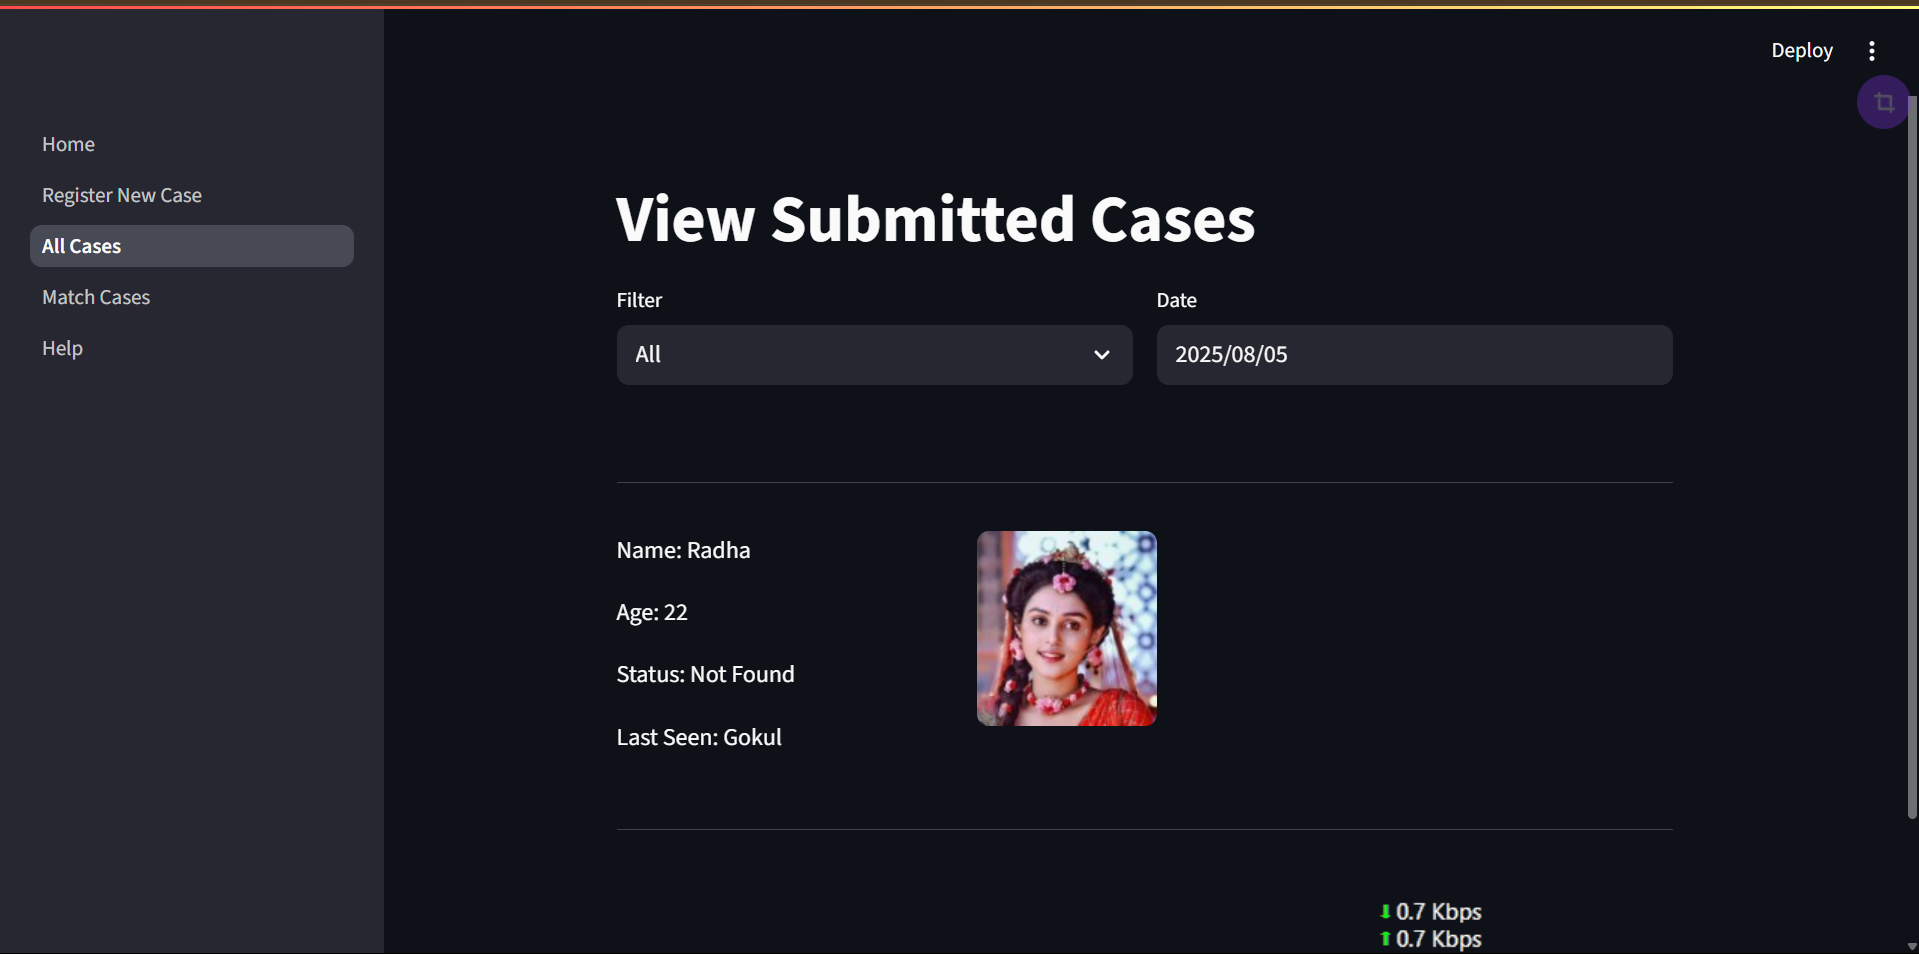 Deploy
Home
Register New Case
All Cases
Match Cases
Help
View Submitted Cases
Filter
Date
All
2025/08/05
Name: Radha
Age: 22
Status: Not Found
Last Seen: Gokul
0.7 Kbps
0.7 Kbps